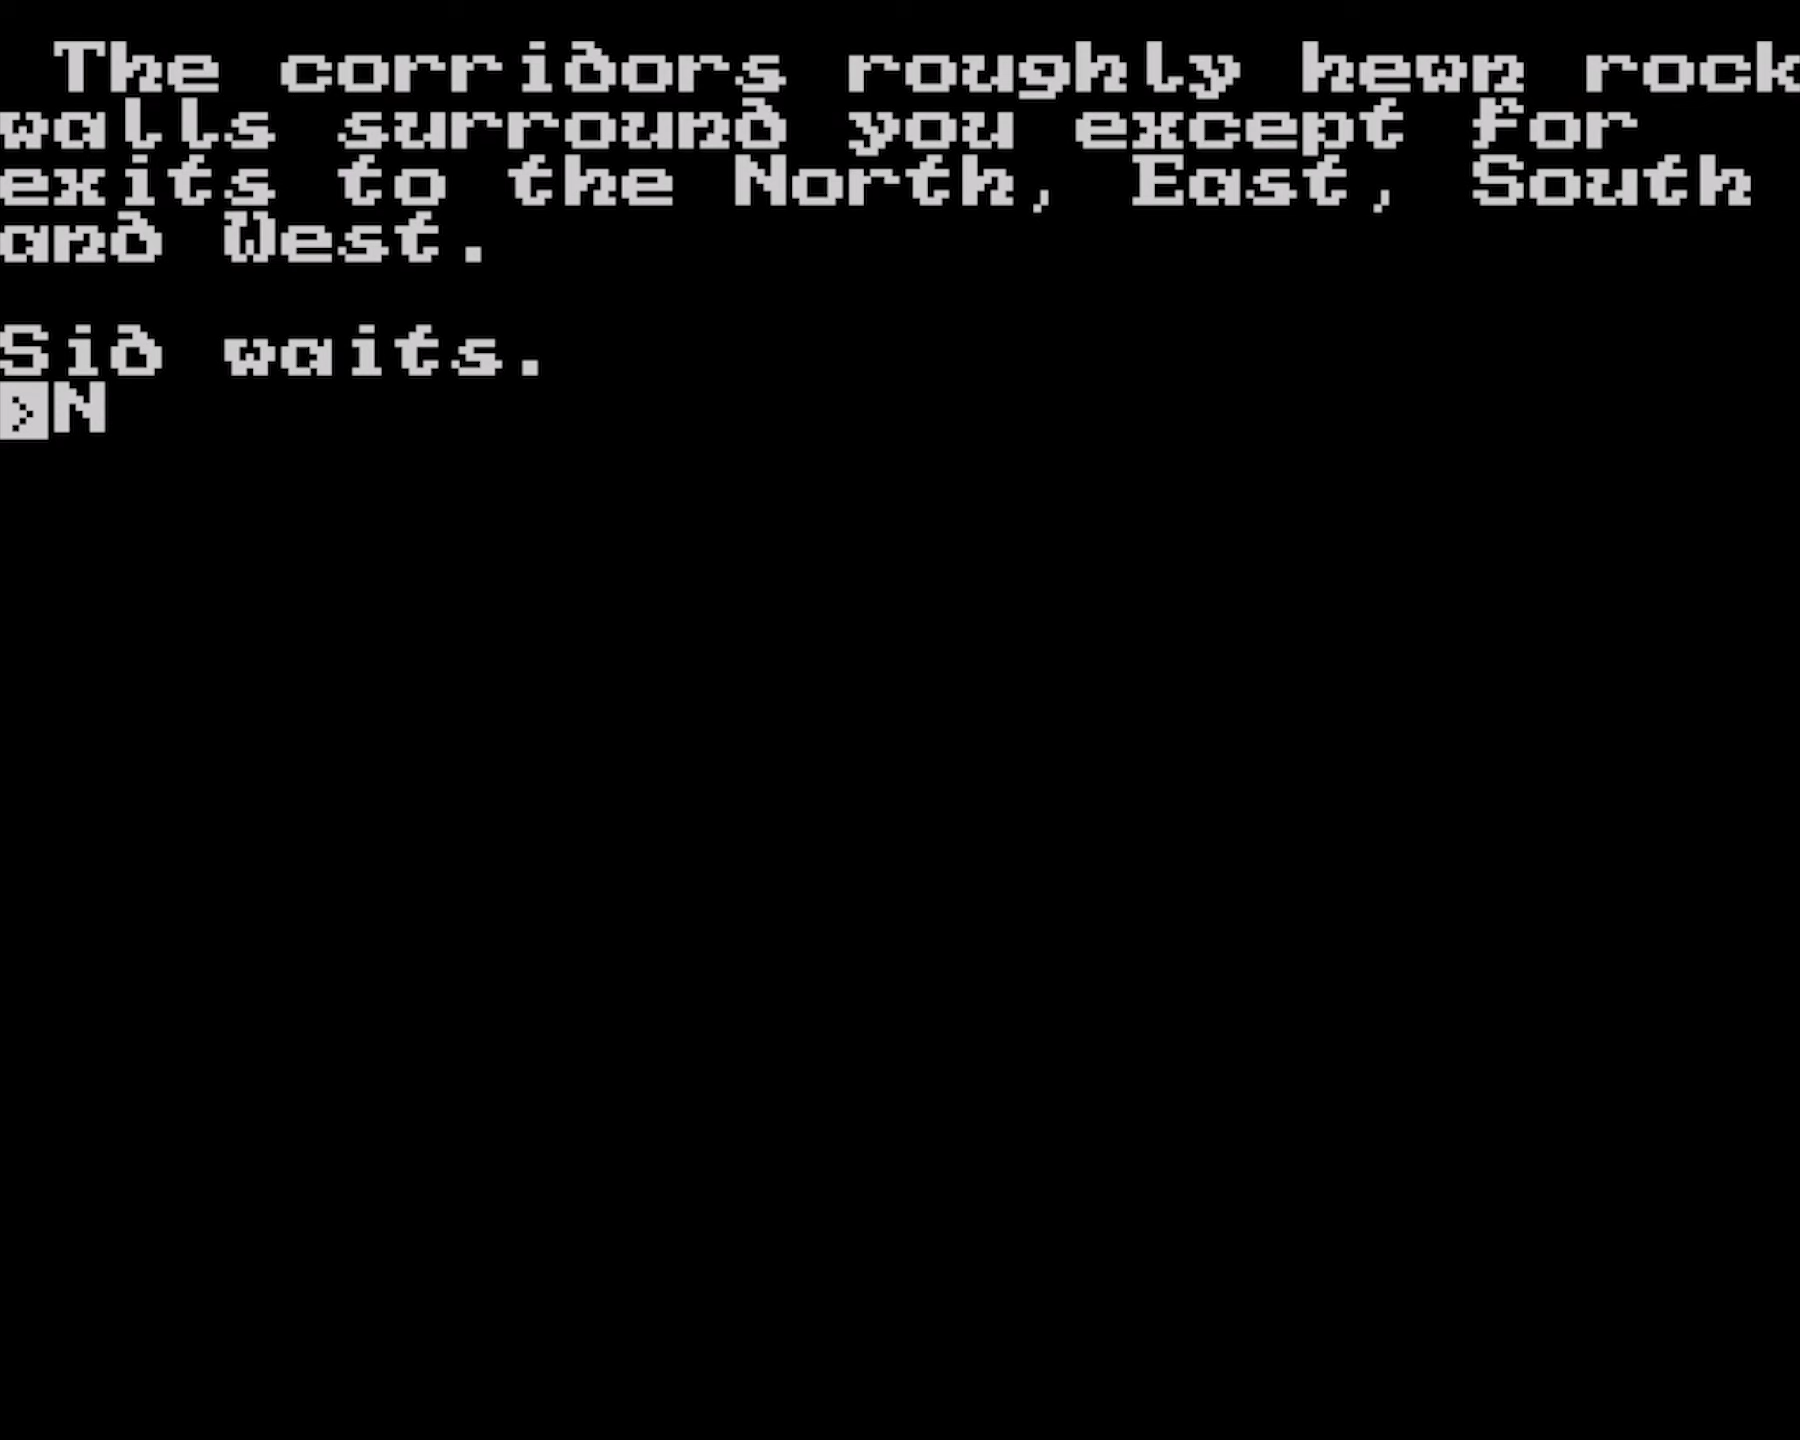 The corridors roughly hewn rock
walls surround you except for
exits to the North, East, South
and West.
Sid waits.
>N